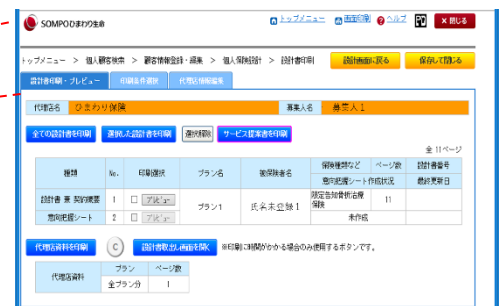 SOMPOひまわり生命
トップメニュー 画面印刷 ヘルプ × 閉じる
トップメニュー > 個人顧客検索 > 顧客情報登録・編集 > 個人保険設計 > 設計書印刷 設計画面に戻る 保存して閉じる
設計書印刷・プレビュー 印刷条件選択 代理店情報編集
代理店名 ひまわり保険 募集人名 募集人1
全ての設計書を印刷 選択した設計書を印刷 選択解除 サービス提案書を印刷
全 11ページ
種類 No. 印刷選択 プラン名 被保険者名 保険種類など ページ数 設計書番号
意向把握シート作成状況 最終更新日
設計書 兼 契約概要 1 プレビュー プラン1 氏名未登録1 限定告知骨折治療保険 11
意向把握シート 2 プレビュー 未作成
代理店資料を印刷 C 設計書取出し画面を開く ※印刷に時間がかかる場合のみ使用するボタンです。
代理店資料 プラン ページ数
全プラン分 1